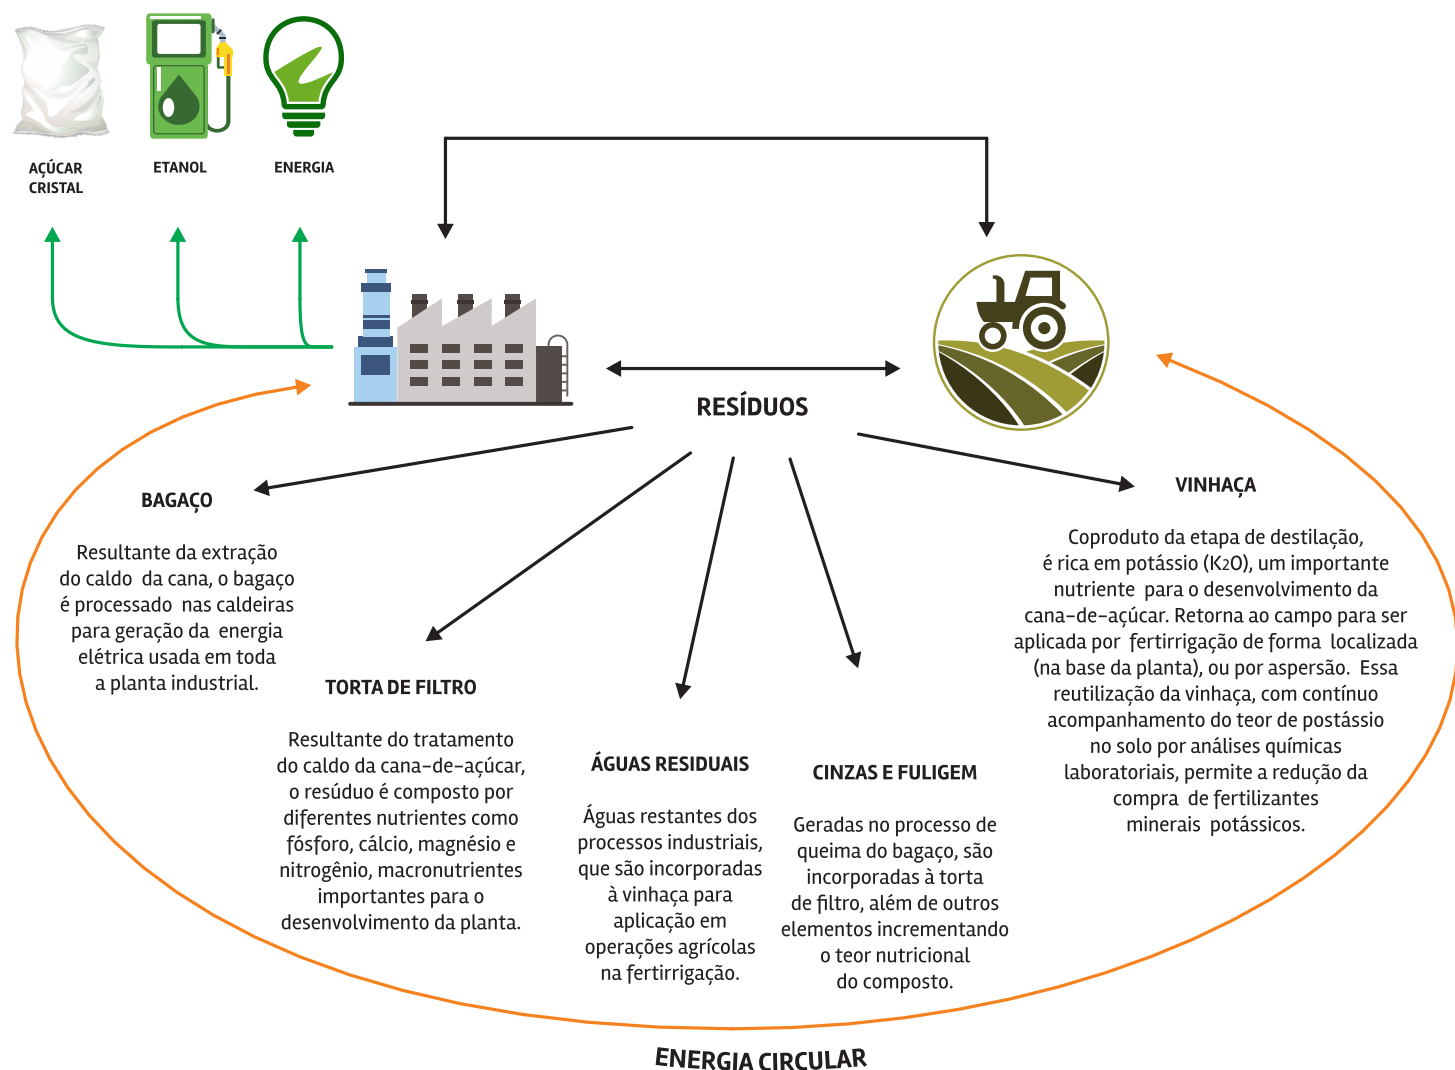 AÇÚCAR
CRISTAL
ETANOL
ENERGIA
RESÍDUOS
BAGAÇO
Resultante da extração
do caldo da cana, o bagaço
é processado nas caldeiras
para geração da energia
elétrica usada em toda
a planta industrial.
TORTA DE FILTRO
Resultante do tratamento
do caldo da cana-de-açúcar,
o resúduo é composto por
diferentes nutrientes como
fósforo, cálcio, magnésio e
nitrogênio, macronutrientes
importantes para o
desenvolvimento da planta.
ÁGUAS RESIDUAIS
Águas restantes dos
processos industriais,
que são incorporadas
à vinhaça para
aplicação em
operações agrícolas
na fertirrigação.
CINZAS E FULIGEM
Geradas no processo de
queima do bagaço, são
incorporadas à torta
de filtro, além de outros
elementos incrementando
o teor nutricional
do composto.
VINHAÇA
Coproduto da etapa de destilação,
é rica em potássio (K2O), um importante
nutriente para o desenvolvimento da
cana-de-açúcar. Retorna ao campo para ser
aplicada por fertirrigação de forma localizada
(na base da planta), ou por aspersão. Essa
reutilização da vinhaça, com contínuo
acompanhamento do teor de postássio
no solo por análises químicas
laboratoriais, permite a redução da
compra de fertilizantes
minerais potássicos.
ENERGIA CIRCULAR